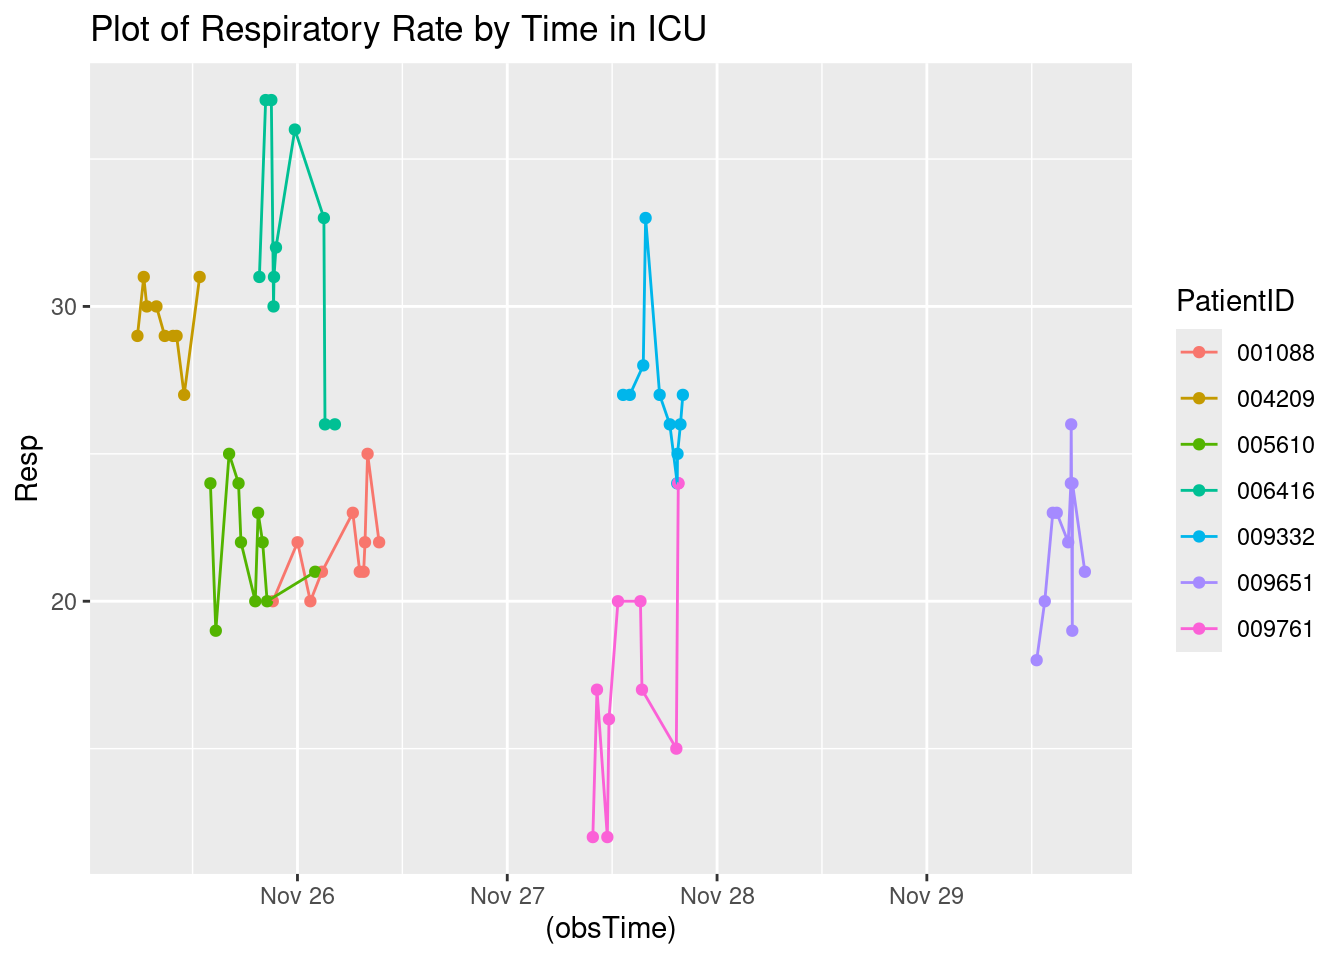 Plot of Respiratory Rate by Time in ICU
30
20
Resp
Nov 26
Nov 27
Nov 28
Nov 29
(obsTime)
PatientID
001088
004209
005610
006416
009332
009651
009761